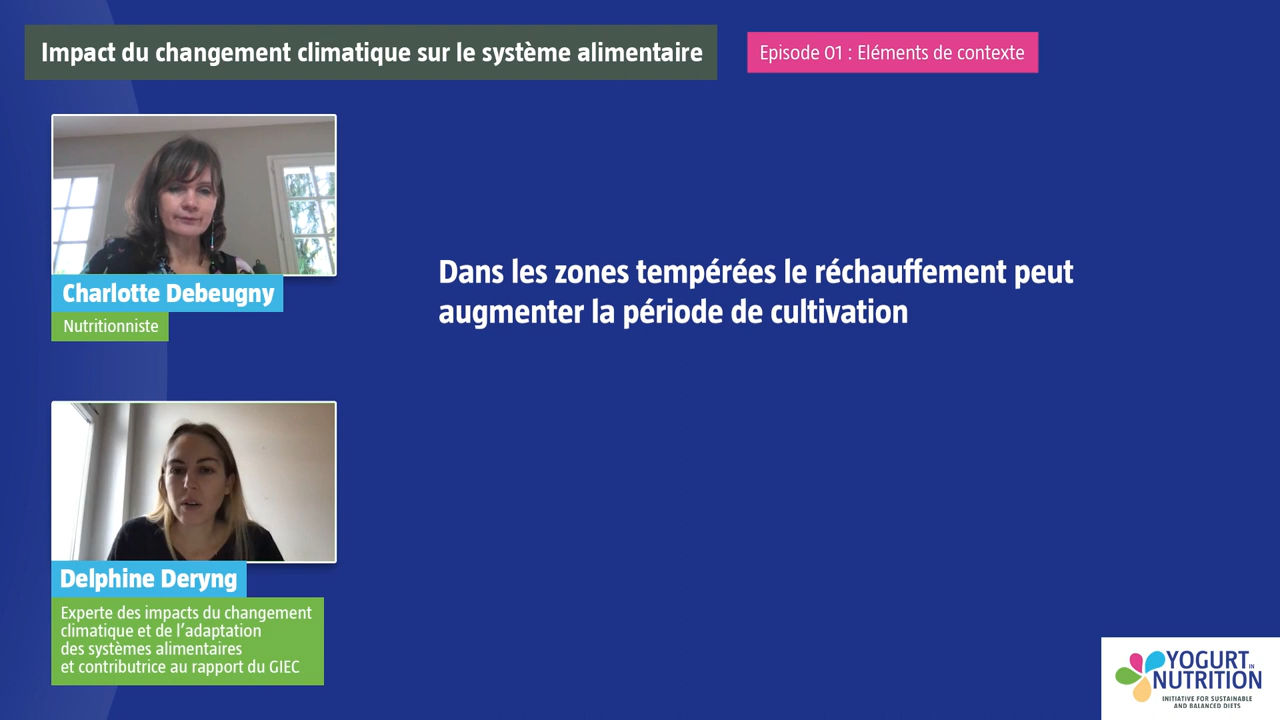 Impact du changement climatique sur le système alimentaire
Episode 01 : Eléments de contexte
Charlotte Debeugny
Nutritionniste
Dans les zones tempérées le réchauffement peut
augmenter la période de cultivation
Delphine Deryng
Experte des impacts du changement
climatique et de l’adaptation
des systèmes alimentaires
et contributrice au rapport du GIEC
YOGURT IN
NUTRITION
INITIATIVE FOR SUSTAINABLE
AND BALANCED DIETS